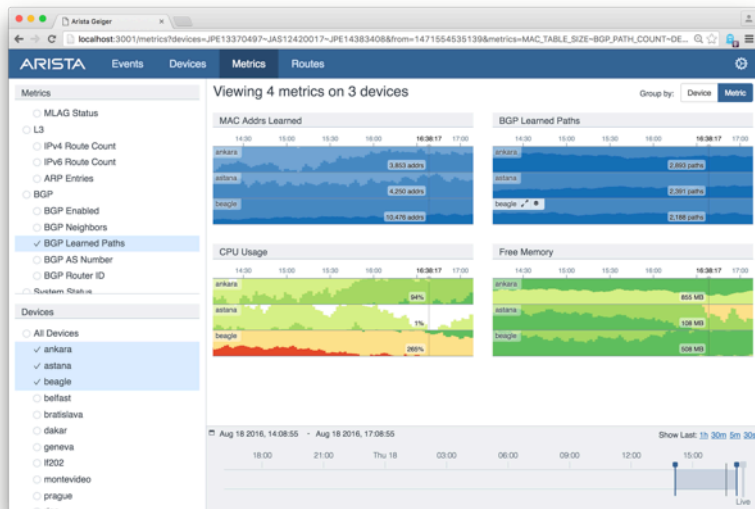 Arista Geiger
localhost:3001/metrics?devices=JPE13370497~JAS12420017~JPE14383408&from=1471554535139&metrics=MAC_TABLE_SIZE~BGP_PATH_COUNT~DE...
ARISTA Events Devices Metrics Routes
Metrics
MLAG Status
L3
IPv4 Route Count
IPv6 Route Count
ARP Entries
BGP
BGP Enabled
BGP Neighbors
BGP Learned Paths
BGP AS Number
BGP Router ID
System Status
Devices
All Devices
ankara
astana
beagle
belfast
bratislava
dakar
geneva
lf202
montevideo
prague
Viewing 4 metrics on 3 devices
Group by: Device Metric
MAC Addrs Learned
14:30 15:00 15:30 16:00 16:38:17 17:00
ankara
3,853 addrs
astana
4,250 addrs
beagle
10,476 addrs
BGP Learned Paths
14:30 15:00 15:30 16:00 16:38:17 17:00
ankara
2,893 paths
astana
2,391 paths
beagle
2,188 paths
CPU Usage
14:30 15:00 15:30 16:00 16:38:17 17:00
ankara
94%
astana
1%
beagle
265%
Free Memory
14:30 15:00 15:30 16:00 16:38:17 17:00
ankara
855 MB
astana
108 MB
beagle
508 MB
Aug 18 2016, 14:08:55 - Aug 18 2016, 17:08:55
Show Last: 1h 30m 5m 30s
18:00 21:00 Thu 18 03:00 06:00 09:00 12:00 15:00
Live